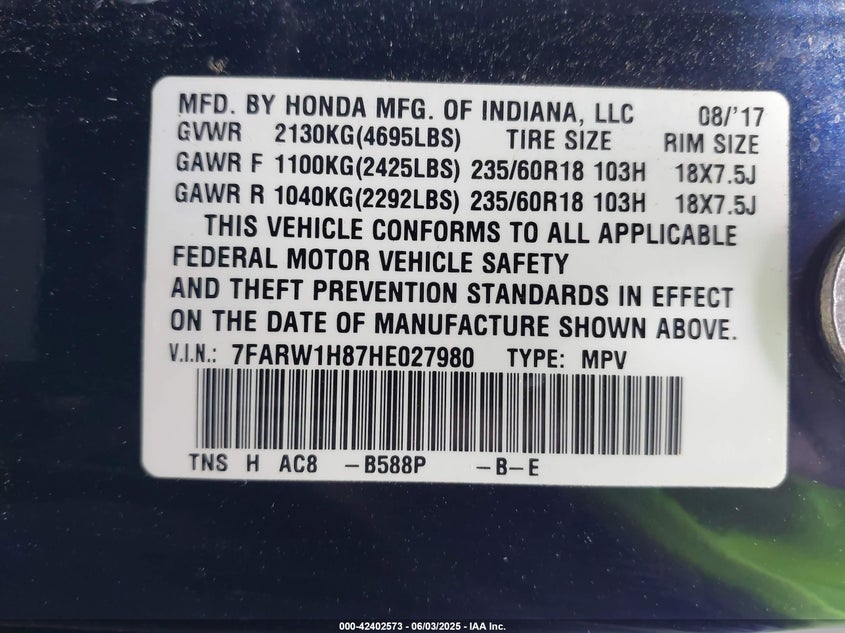 MFD. BY HONDA MFG. OF INDIANA, LLC 08/'17
GVWR 2130KG(4695LBS) TIRE SIZE RIM SIZE
GAWR F 1100KG(2425LBS) 235/60R18 103H 18X7.5J
GAWR R 1040KG(2292LBS) 235/60R18 103H 18X7.5J
THIS VEHICLE CONFORMS TO ALL APPLICABLE
FEDERAL MOTOR VEHICLE SAFETY
AND THEFT PREVENTION STANDARDS IN EFFECT
ON THE DATE OF MANUFACTURE SHOWN ABOVE.
V.I.N.: 7FARW1H87HE027980 TYPE: MPV
TNS H AC8 -B588P -B-E
000-42402573 - 06/03/2025 - IAA Inc.